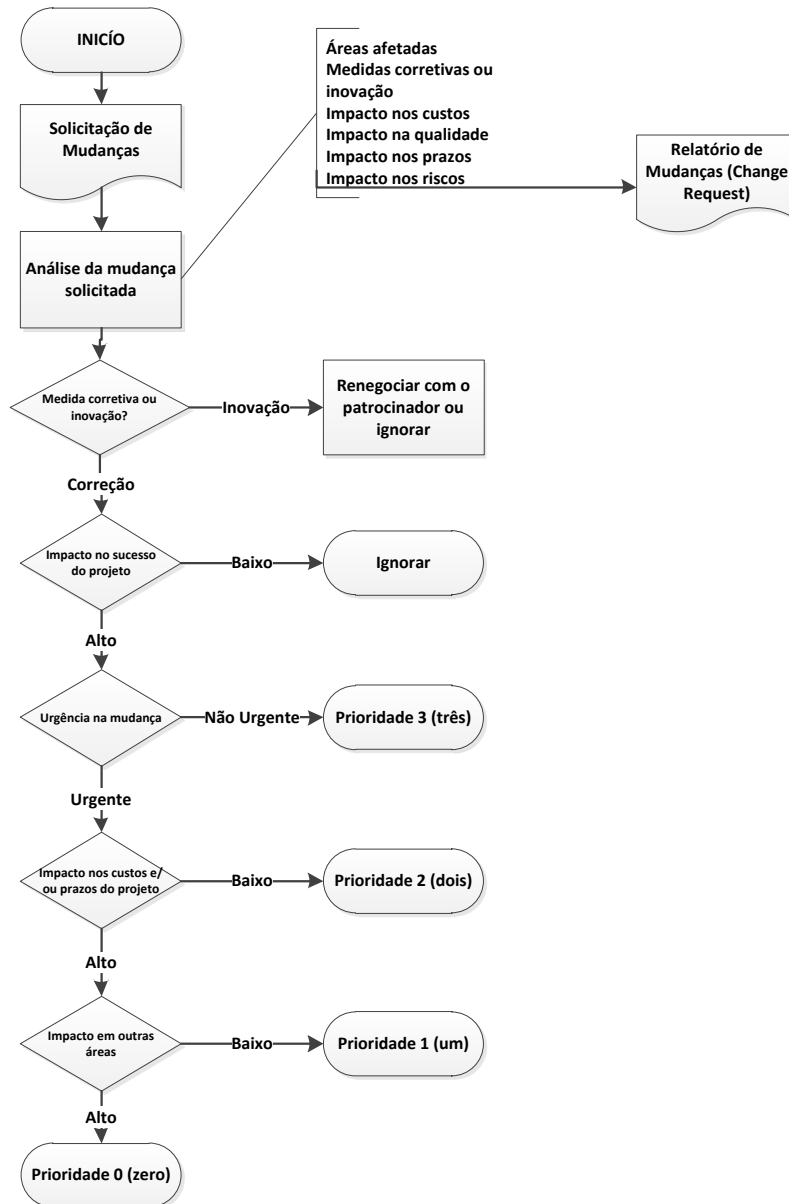 INICÍO
Solicitação de
Mudanças
Áreas afetadas
Medidas corretivas ou
inovação
Impacto nos custos
Impacto na qualidade
Impacto nos prazos
Impacto nos riscos
Relatório de
Mudanças (Change
Request)
Análise da mudança
solicitada
Medida corretiva ou
inovação?
Inovação
Renegociar com o
patrocinador ou
ignorar
Correção
Impacto no sucesso
do projeto
Baixo
Ignorar
Alto
Urgência na mudança
Não Urgente
Prioridade 3 (três)
Urgente
Impacto nos custos e/
ou prazos do projeto
Baixo
Prioridade 2 (dois)
Alto
Impacto em outras
áreas
Baixo
Prioridade 1 (um)
Alto
Prioridade 0 (zero)